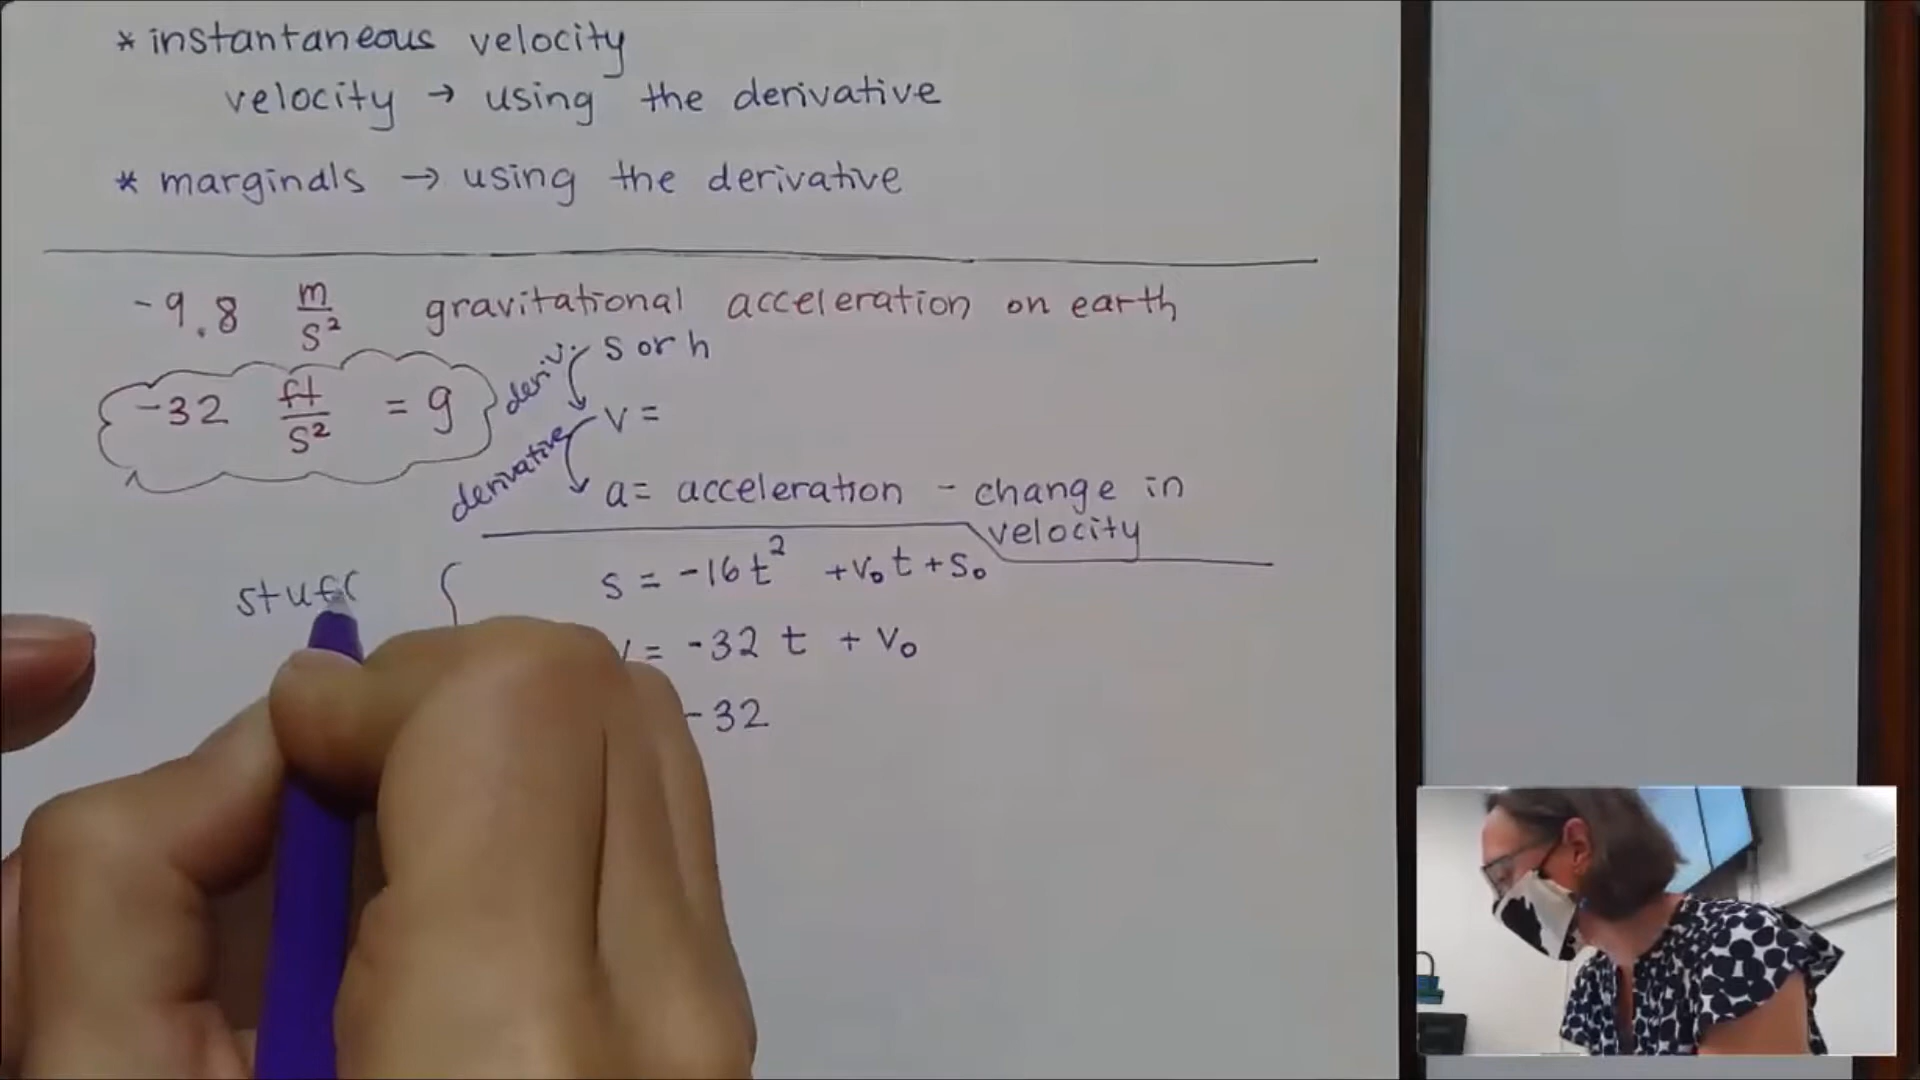 * instantaneous velocity
velocity → using the derivative
* marginals → using the derivative
-9.8 m/s² gravitational acceleration on earth
deriv. s or h
-32 ft/s² = g
v =
derivative
a = acceleration - change in
velocity
s = -16t² + v₀t + s₀
stuff
= -32 t + v₀
-32